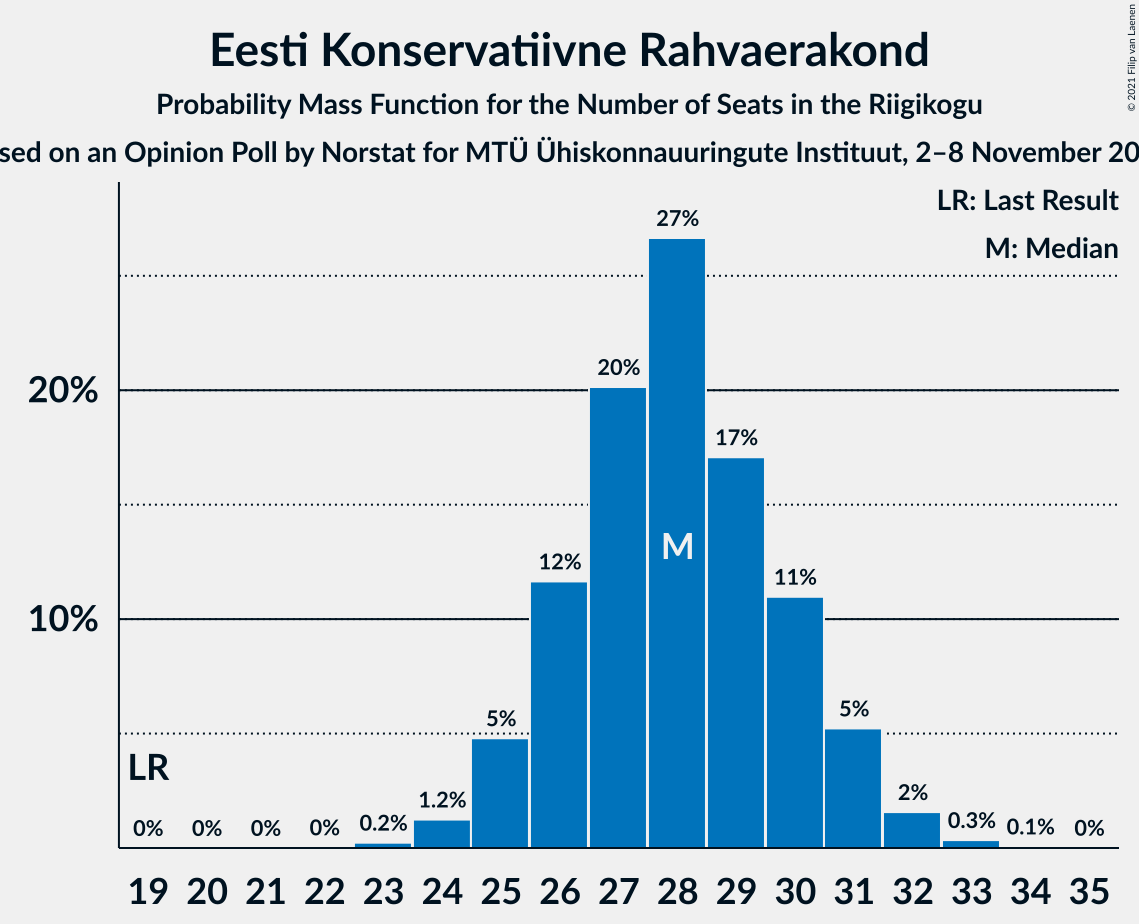 Eesti Konservatiivne Rahvaerakond
Probability Mass Function for the Number of Seats in the Riigikogu
sed on an Opinion Poll by Norstat for MTÜ Ühiskonnauuringute Instituut, 2–8 November 20
© 2021 Filip van Laenen
LR: Last Result
M: Median
27%
20%
20%
17%
M
12%
11%
10%
5%
5%
LR
1.2%
2%
0% 0% 0% 0% 0.2% 0.3% 0.1% 0%
19 20 21 22 23 24 25 26 27 28 29 30 31 32 33 34 35